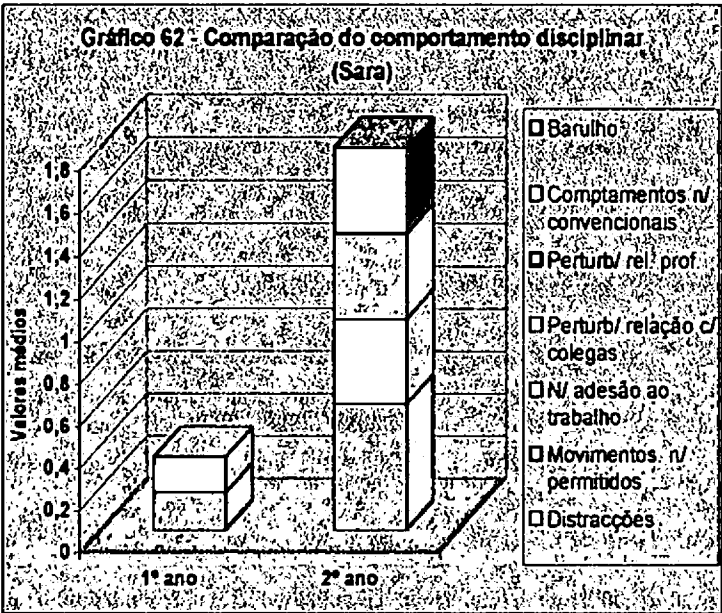 Gráfico 62 - Comparação do comportamento disciplinar
(Sara)
Valores médios
1,8
1,6
1,4
1,2
1
0,8
0,6
0,4
0,2
0
1º ano
2º ano
Barulho
Comptamentos n/
convencionais
Perturb/ rel. prof.
Perturb/ relação c/
colegas
N/ adesão ao
trabalho
Movimentos n/
permitidos
Distracções